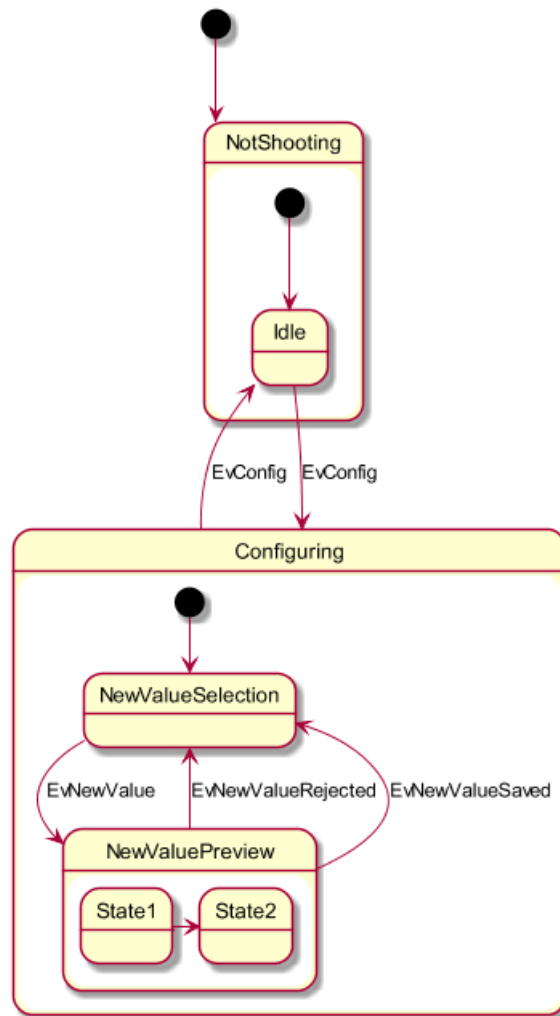 NotShooting
Idle
EvConfig
EvConfig
Configuring
NewValueSelection
EvNewValue
EvNewValueRejected
EvNewValueSaved
NewValuePreview
State1
State2